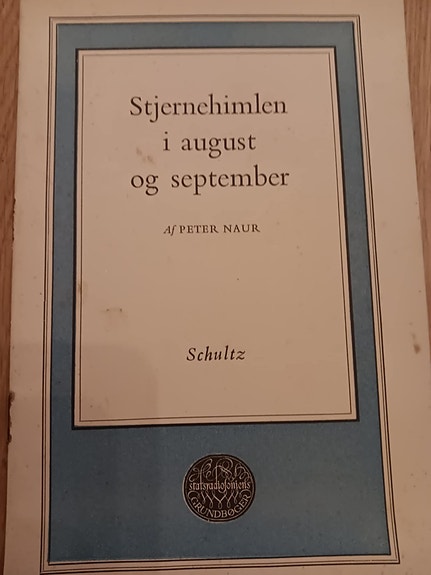 Stjernehimlen
i august
og september
Af PETER NAUR
Schultz
statsradiofoniens
GRUNDBØGER